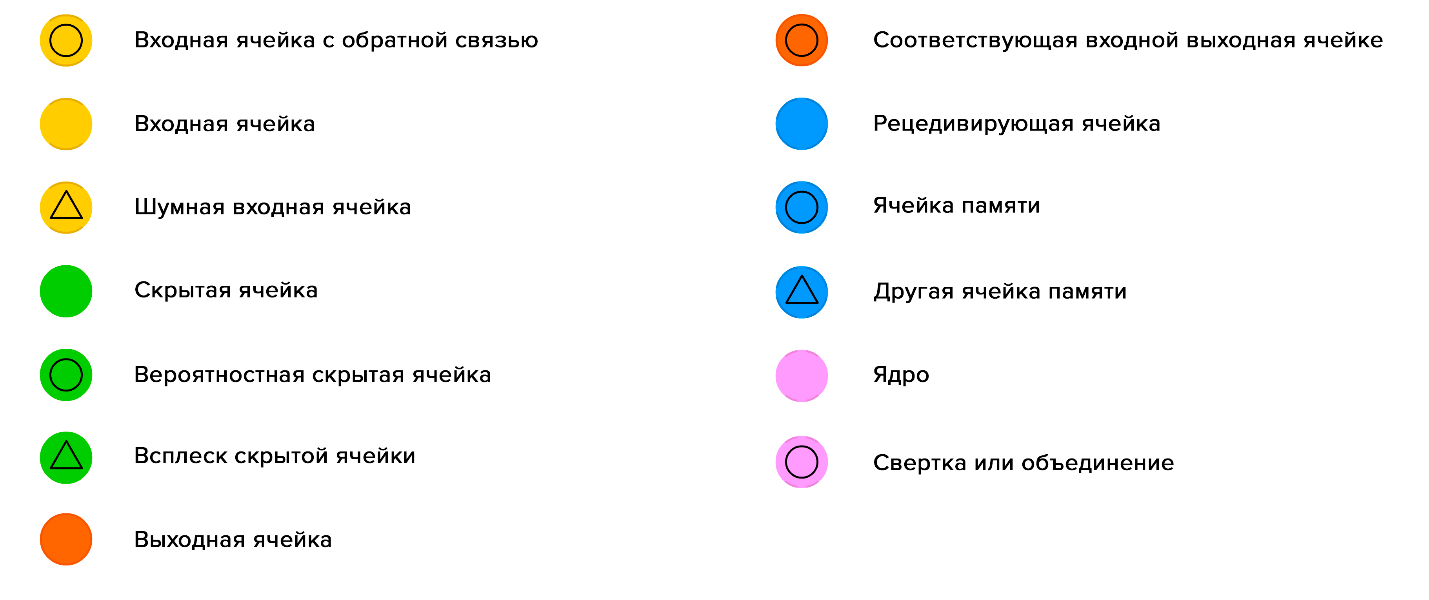 Входная ячейка с обратной связью
Входная ячейка
Шумная входная ячейка
Скрытая ячейка
Вероятностная скрытая ячейка
Всплеск скрытой ячейки
Выходная ячейка
Соответствующая входной выходная ячейке
Рецедивирующая ячейка
Ячейка памяти
Другая ячейка памяти
Ядро
Свертка или объединение